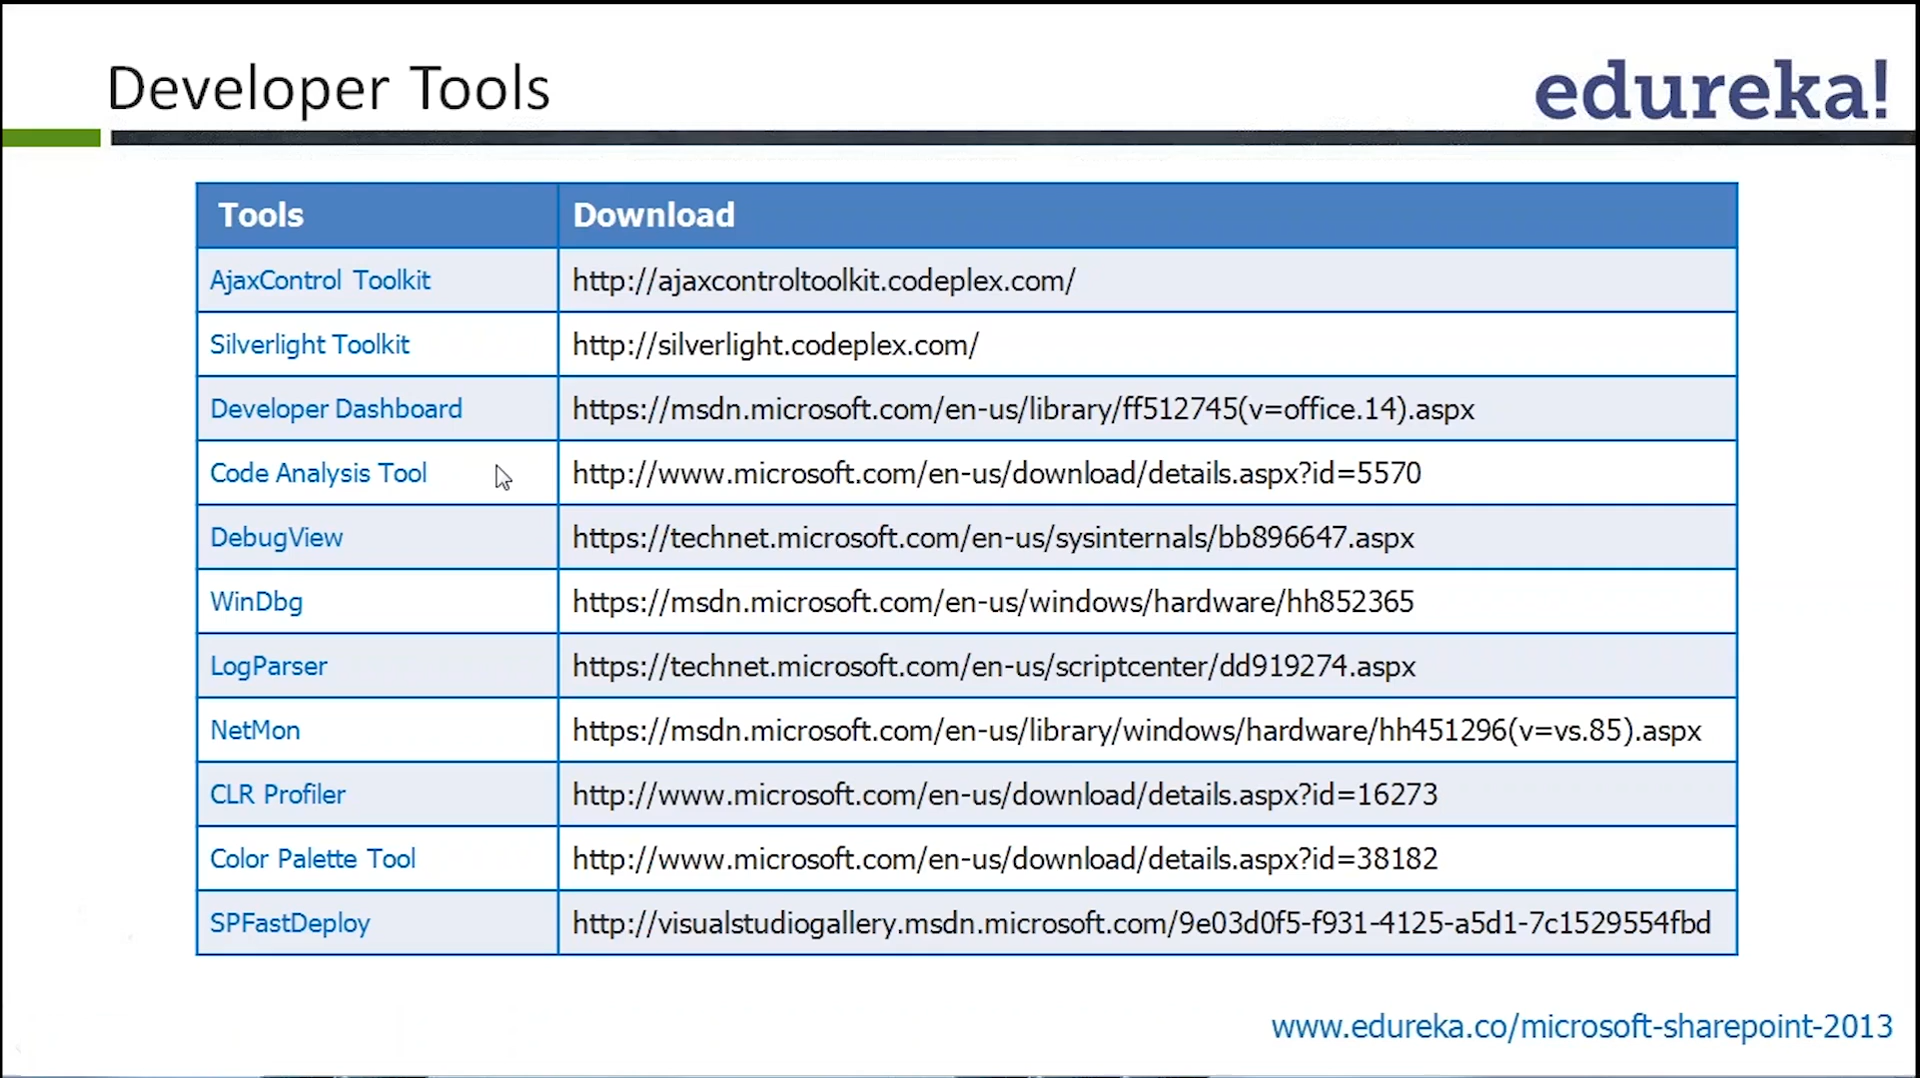 Developer Tools
edureka!
Tools Download
AjaxControl Toolkit http://ajaxcontroltoolkit.codeplex.com/
Silverlight Toolkit http://silverlight.codeplex.com/
Developer Dashboard https://msdn.microsoft.com/en-us/library/ff512745(v=office.14).aspx
Code Analysis Tool http://www.microsoft.com/en-us/download/details.aspx?id=5570
DebugView https://technet.microsoft.com/en-us/sysinternals/bb896647.aspx
WinDbg https://msdn.microsoft.com/en-us/windows/hardware/hh852365
LogParser https://technet.microsoft.com/en-us/scriptcenter/dd919274.aspx
NetMon https://msdn.microsoft.com/en-us/library/windows/hardware/hh451296(v=vs.85).aspx
CLR Profiler http://www.microsoft.com/en-us/download/details.aspx?id=16273
Color Palette Tool http://www.microsoft.com/en-us/download/details.aspx?id=38182
SPFastDeploy http://visualstudiogallery.msdn.microsoft.com/9e03d0f5-f931-4125-a5d1-7c1529554fbd
www.edureka.co/microsoft-sharepoint-2013